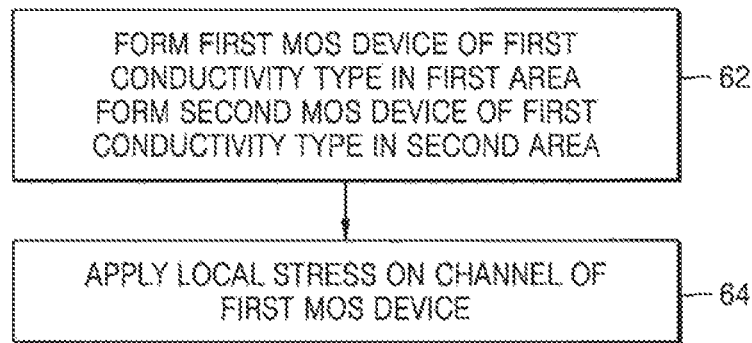 FORM FIRST MOS DEVICE OF FIRST
CONDUCTIVITY TYPE IN FIRST AREA
FORM SECOND MOS DEVICE OF FIRST
CONDUCTIVITY TYPE IN SECOND AREA
62
APPLY LOCAL STRESS ON CHANNEL OF
FIRST MOS DEVICE
64